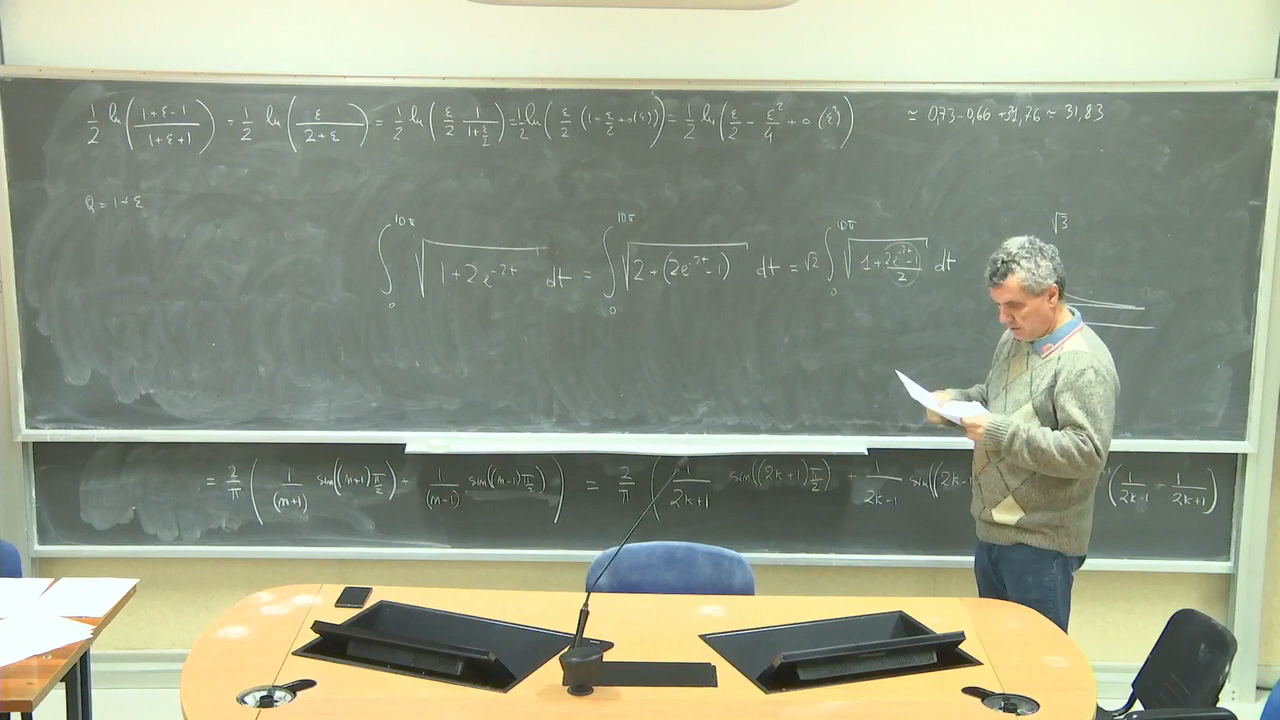 1/2 ln((1+ε-1)/(1+ε+1)) = 1/2 ln(ε/(2+ε)) = 1/2 ln(ε/2 · 1/(1+ε/2)) = 1/2 ln(ε/2 (1-ε/2+o(ε))) = 1/2 ln(ε/2 - ε²/4 + o(ε²)) ≃ 0,73-0,66+31,76 ≃ 31,83
Q = 1+ε
√3
∫₀^{10π} √(1+2e^{-2t}) dt = ∫₀^{10π} √(2+(2e^{-2t}-1)) dt = √2 ∫₀^{10π} √(1+(2e^{-2t}-1)/2) dt
= 2/π (1/(n+1) sin((n+1)π/2) + 1/(n-1) sin((n-1)π/2)) = 2/π (1/(2k+1) sin((2k+1)π/2) + 1/(2k-1) sin((2k- (1/(2k-1) - 1/(2k+1))